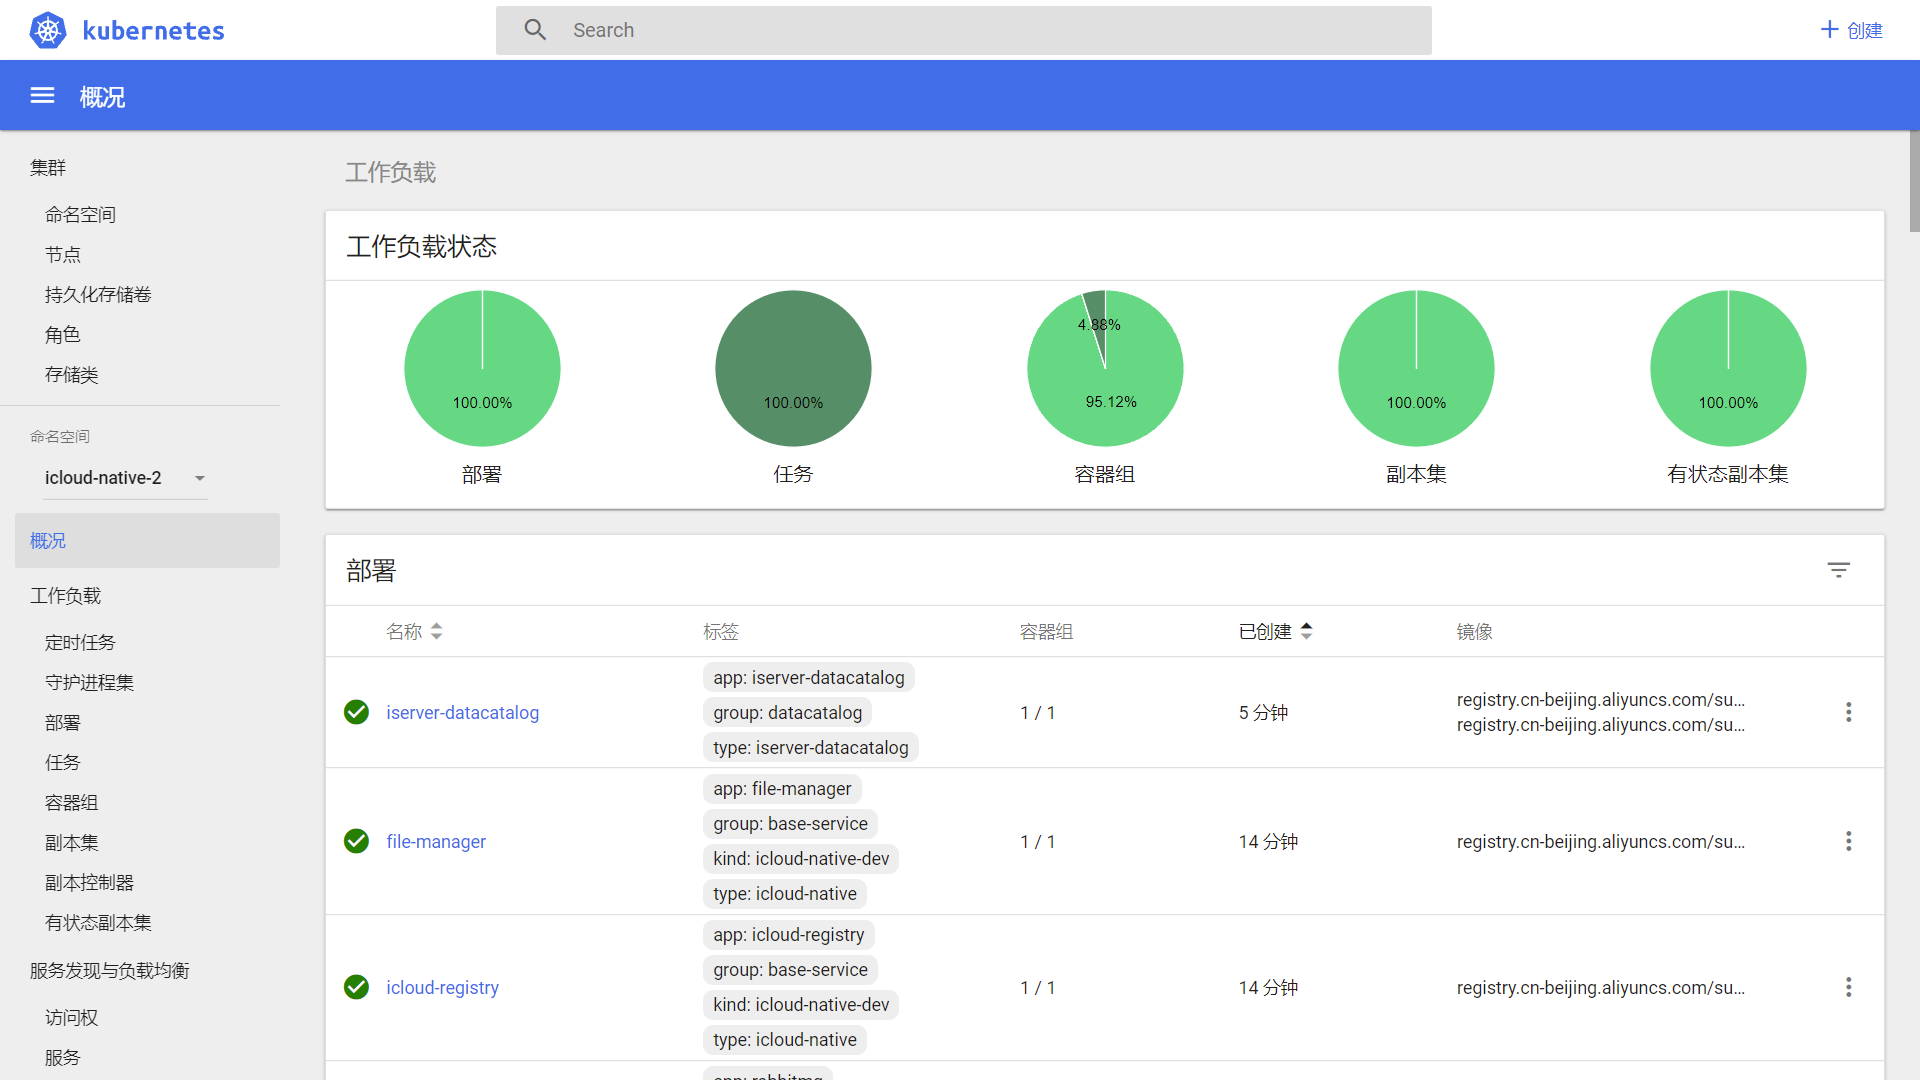 kubernetes
Search
创建
概况
集群
命名空间
节点
持久化存储卷
角色
存储类
命名空间
icloud-native-2
概况
工作负载
定时任务
守护进程集
部署
任务
容器组
副本集
副本控制器
有状态副本集
服务发现与负载均衡
访问权
服务
工作负载
工作负载状态
100.00%
100.00%
4.88%
95.12%
100.00%
100.00%
部署
任务
容器组
副本集
有状态副本集
部署
名称 标签 容器组 已创建 镜像
iserver-datacatalog
app: iserver-datacatalog
group: datacatalog
type: iserver-datacatalog
1 / 1
5 分钟
registry.cn-beijing.aliyuncs.com/su...
registry.cn-beijing.aliyuncs.com/su...
file-manager
app: file-manager
group: base-service
kind: icloud-native-dev
type: icloud-native
1 / 1
14 分钟
registry.cn-beijing.aliyuncs.com/su...
icloud-registry
app: icloud-registry
group: base-service
kind: icloud-native-dev
type: icloud-native
1 / 1
14 分钟
registry.cn-beijing.aliyuncs.com/su...
app: rabbitmq